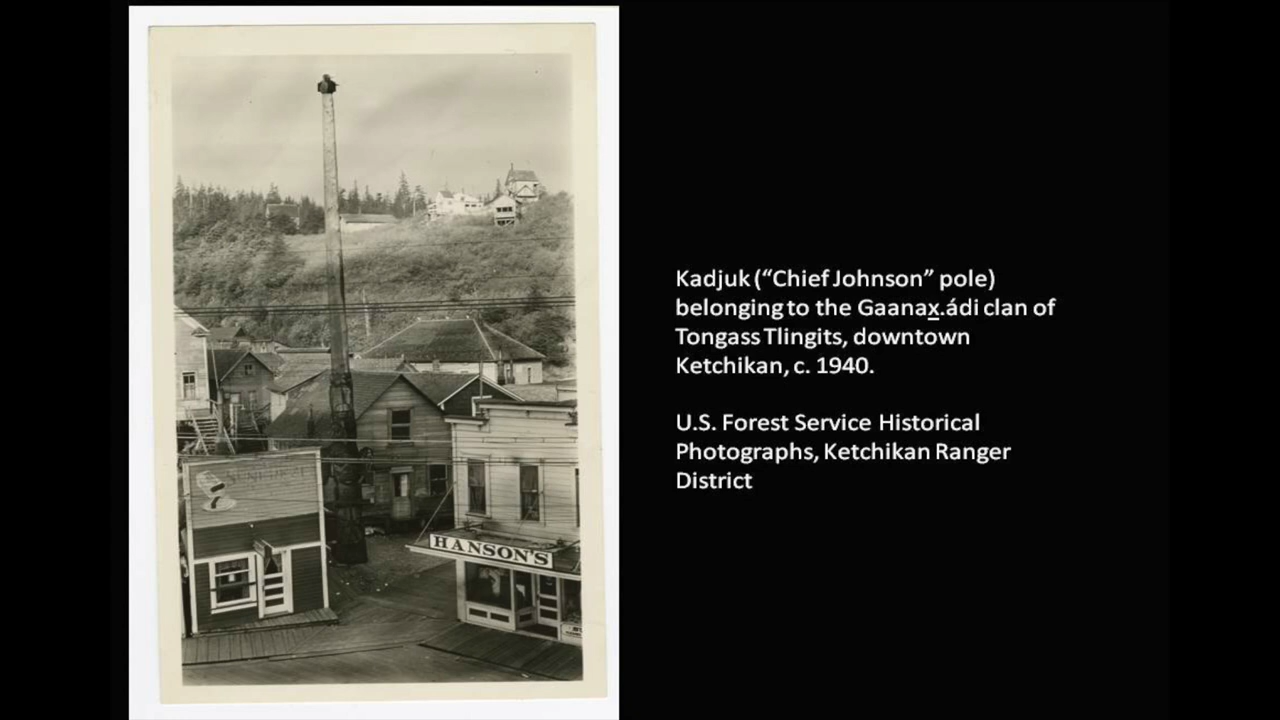 HANSON'S
Kadjuk (“Chief Johnson” pole)
belonging to the Gaanax̲.ádi clan of
Tongass Tlingits, downtown
Ketchikan, c. 1940.
U.S. Forest Service Historical
Photographs, Ketchikan Ranger
District